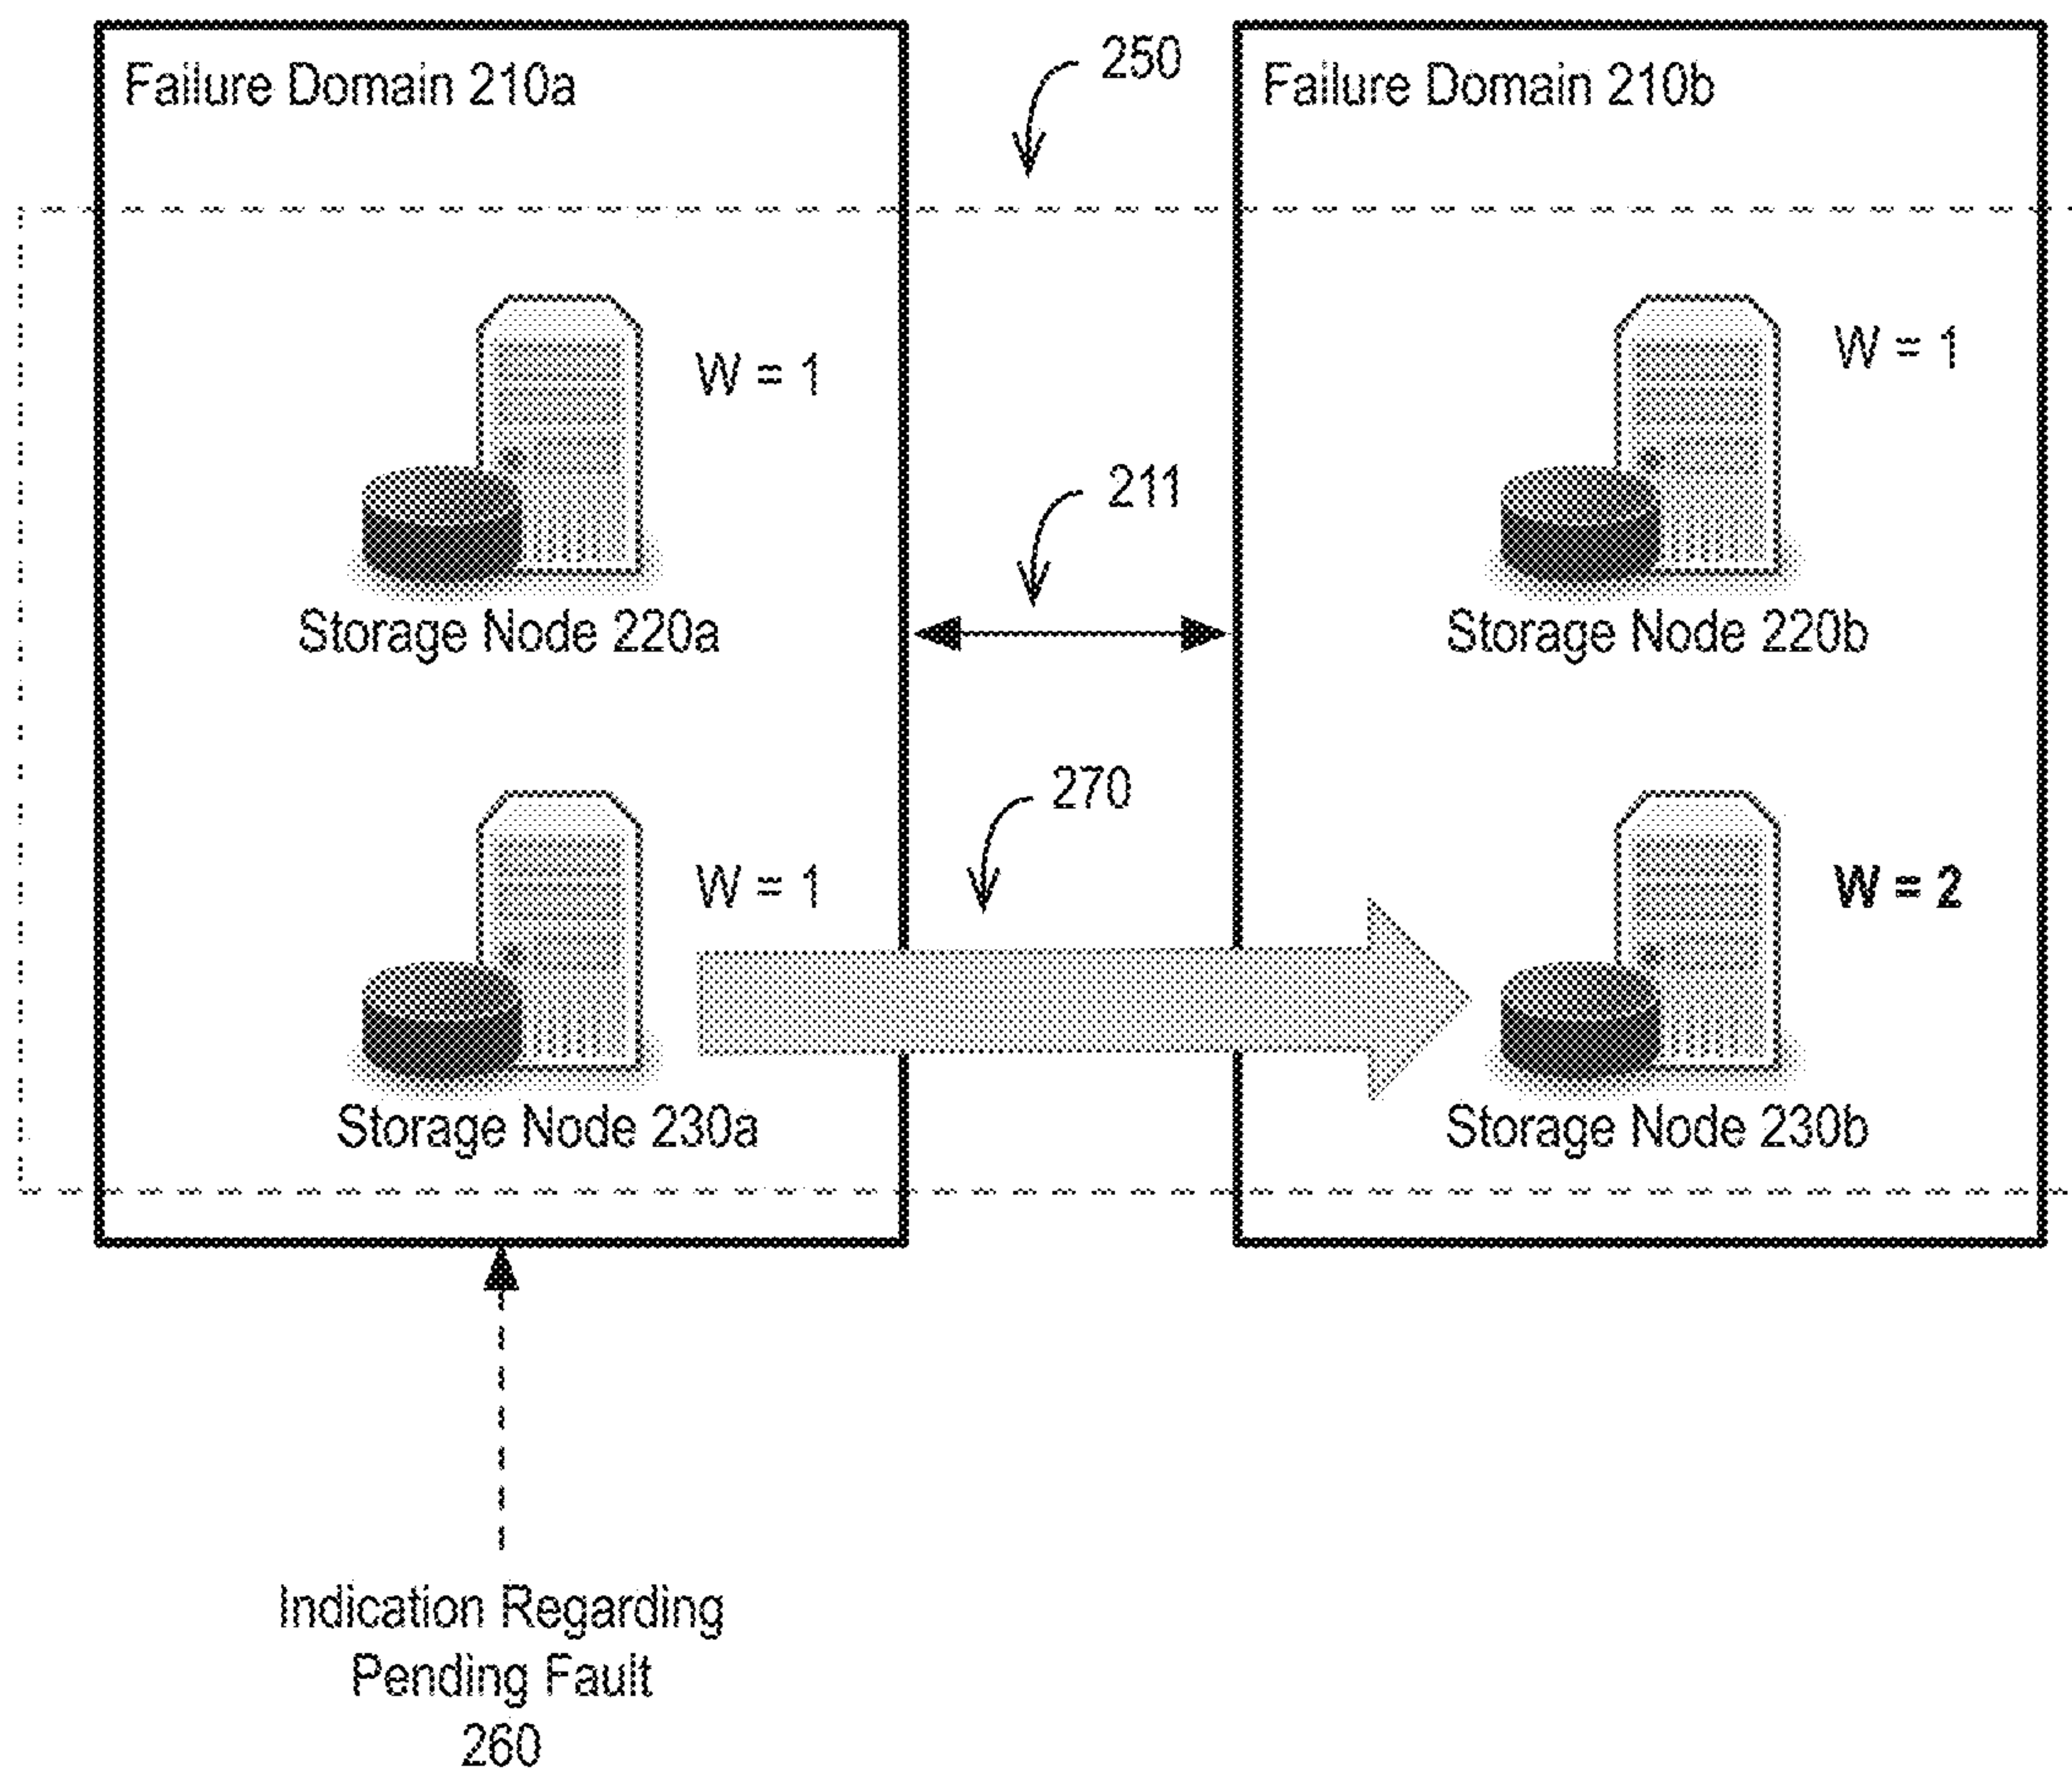 Failure Domain 210a
250
Failure Domain 210b
W = 1
W = 1
211
Storage Node 220a
Storage Node 220b
270
W = 1
W = 2
Storage Node 230a
Storage Node 230b
Indication Regarding
Pending Fault
260